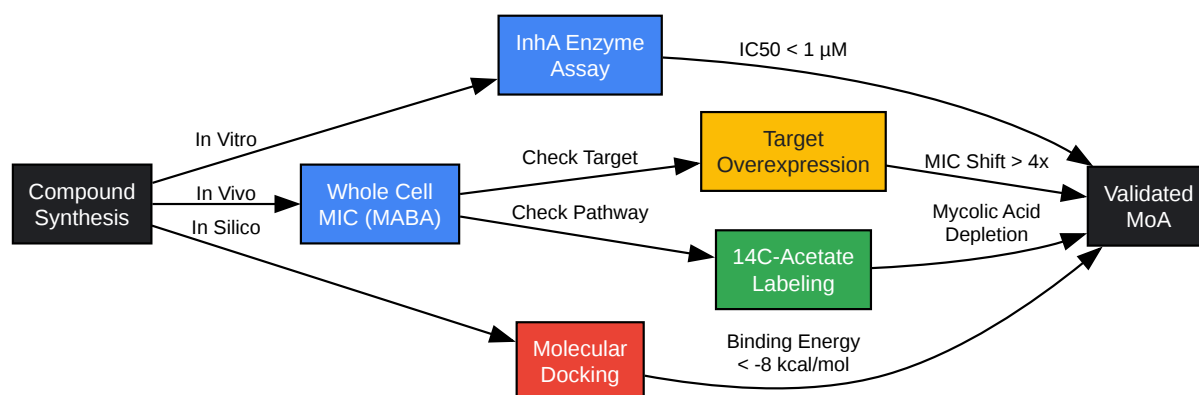 InhA Enzyme
Assay
IC50 < 1 µM
In Vitro
Target
Overexpression
Check Target
MIC Shift > 4x
Compound
Synthesis
In Vivo
Whole Cell
MIC (MABA)
Validated
MoA
In Silico
Check Pathway
Mycolic Acid
Depletion
14C-Acetate
Labeling
Molecular
Docking
Binding Energy
< -8 kcal/mol